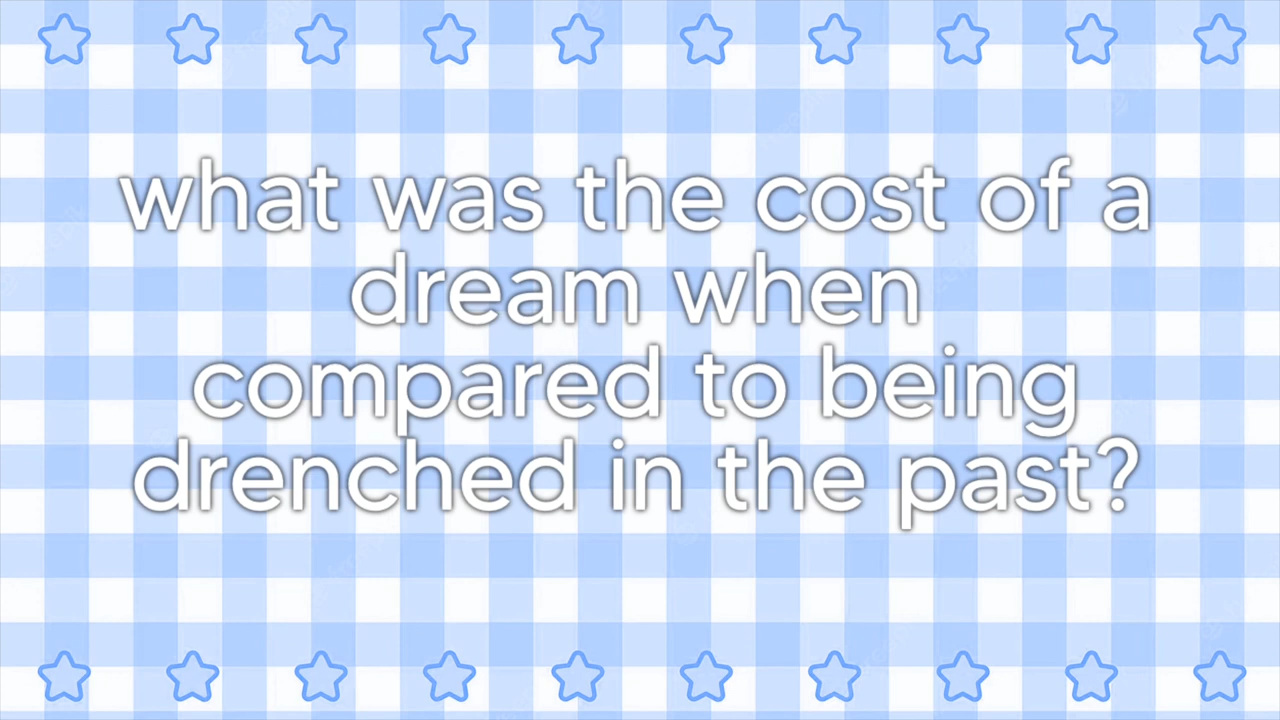 what was the cost of a
dream when
compared to being
drenched in the past?